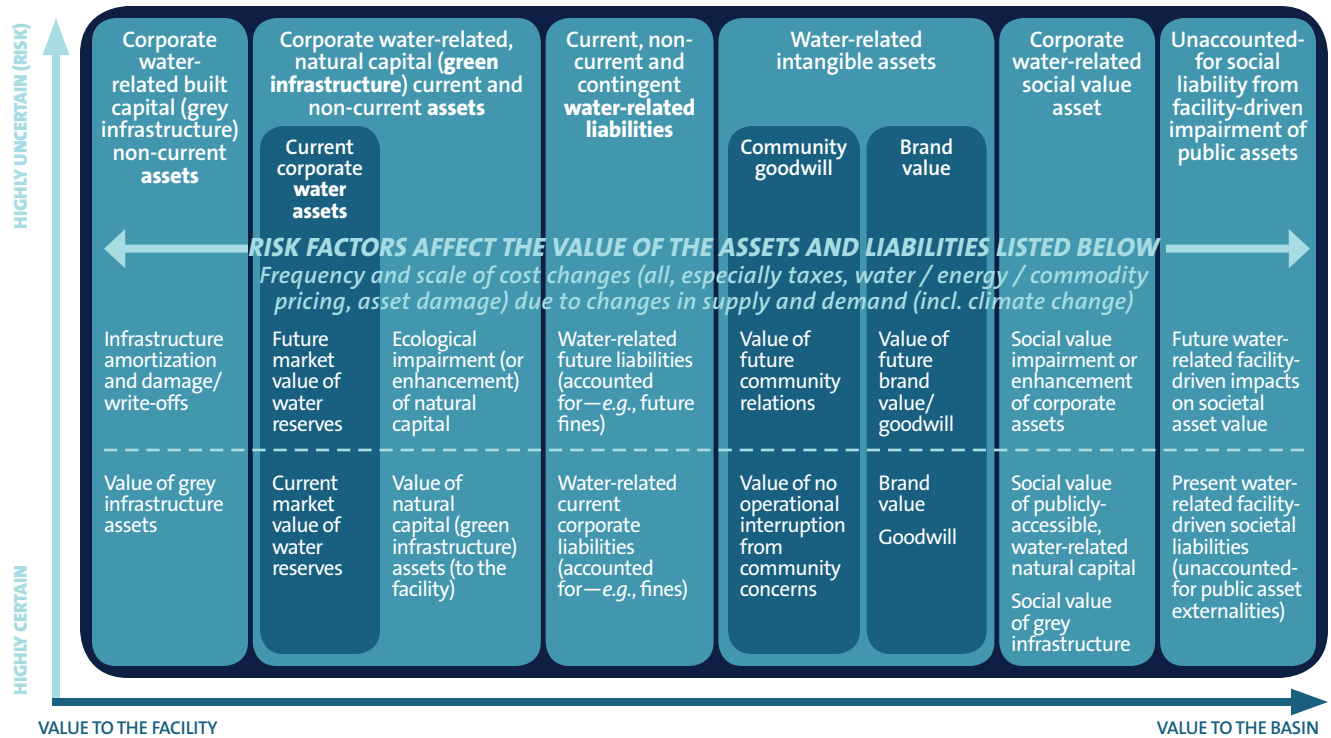 HIGHLY UNCERTAIN (RISK)
HIGHLY CERTAIN
Corporate
water-
related built
capital (grey
infrastructure)
non-current
assets
Corporate water-related,
natural capital (green
infrastructure) current and
non-current assets
Current
corporate
water
assets
Current, non-
current and
contingent
water-related
liabilities
Water-related
intangible assets
Community
goodwill
Brand
value
Corporate
water-related
social value
asset
Unaccounted-
for social
liability from
facility-driven
impairment of
public assets
RISK FACTORS AFFECT THE VALUE OF THE ASSETS AND LIABILITIES LISTED BELOW
Frequency and scale of cost changes (all, especially taxes, water / energy / commodity
pricing, asset damage) due to changes in supply and demand (incl. climate change)
Infrastructure
amortization
and damage/
write-offs
Future
market
value of
water
reserves
Ecological
impairment (or
enhancement)
of natural
capital
Water-related
future liabilities
(accounted
for—e.g., future
fines)
Value of
future
community
relations
Value of
future
brand
value/
goodwill
Social value
impairment or
enhancement
of corporate
assets
Future water-
related facility-
driven impacts
on societal
asset value
Value of grey
infrastructure
assets
Current
market
value of
water
reserves
Value of
natural
capital (green
infrastructure)
assets (to the
facility)
Water-related
current
corporate
liabilities
(accounted
for—e.g., fines)
Value of no
operational
interruption
from
community
concerns
Brand
value
Goodwill
Social value
of publicly-
accessible,
water-related
natural capital
Social value
of grey
infrastructure
Present water-
related facility-
driven societal
liabilities
(unaccounted-
for public asset
externalities)
VALUE TO THE FACILITY
VALUE TO THE BASIN